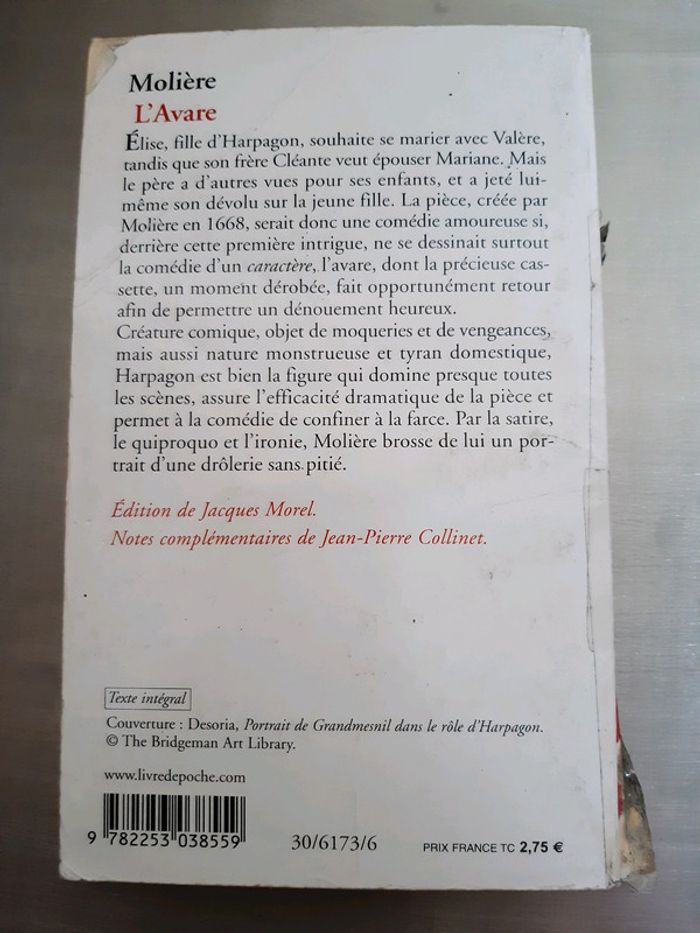 Molière
L'Avare
Élise, fille d'Harpagon, souhaite se marier avec Valère,
tandis que son frère Cléante veut épouser Mariane. Mais
le père a d'autres vues pour ses enfants, et a jeté lui-
même son dévolu sur la jeune fille. La pièce, créée par
Molière en 1668, serait donc une comédie amoureuse si,
derrière cette première intrigue, ne se dessinait surtout
la comédie d'un caractère, l'avare, dont la précieuse cas-
sette, un moment dérobée, fait opportunément retour
afin de permettre un dénouement heureux.
Créature comique, objet de moqueries et de vengeances,
mais aussi nature monstrueuse et tyran domestique,
Harpagon est bien la figure qui domine presque toutes
les scènes, assure l'efficacité dramatique de la pièce et
permet à la comédie de confiner à la farce. Par la satire,
le quiproquo et l'ironie, Molière brosse de lui un por-
trait d'une drôlerie sans pitié.
Édition de Jacques Morel.
Notes complémentaires de Jean-Pierre Collinet.
Texte intégral
Couverture : Desoria, Portrait de Grandmesnil dans le rôle d'Harpagon.
© The Bridgeman Art Library.
www.livredepoche.com
9 782253 038559
30/6173/6
PRIX FRANCE TC 2,75 €